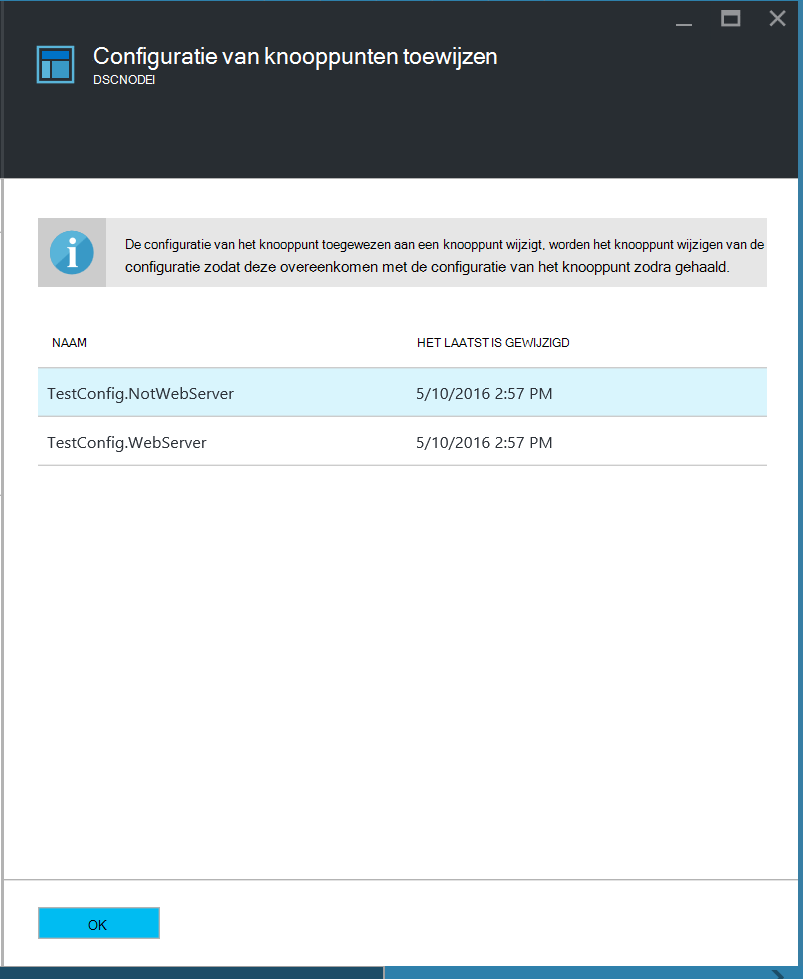 Configuratie van knooppunten toewijzen
DSCNODEI
De configuratie van het knooppunt toegewezen aan een knooppunt wijzigt, worden het knooppunt wijzigen van de
configuratie zodat deze overeenkomen met de configuratie van het knooppunt zodra gehaald.
NAAM HET LAATST IS GEWIJZIGD
TestConfig.NotWebServer 5/10/2016 2:57 PM
TestConfig.WebServer 5/10/2016 2:57 PM
OK